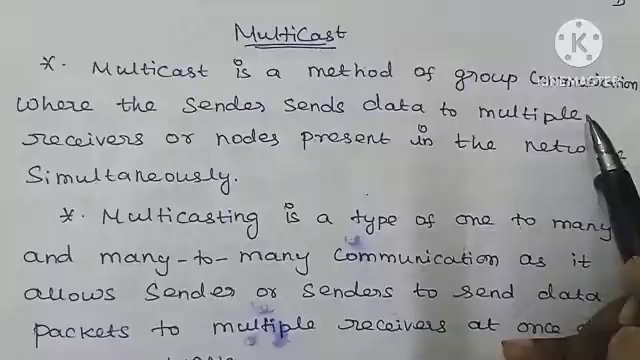 MultiCast
*. Multicast is a method of group Communication
where the sender sends data to multiple
receivers or nodes present in the
Simultaneously.
*. Multicasting is a type of one to many
and many-to-many Communication as it
allows Sender or senders to send data
packets to multiple receivers at once
K
KINEMASTER